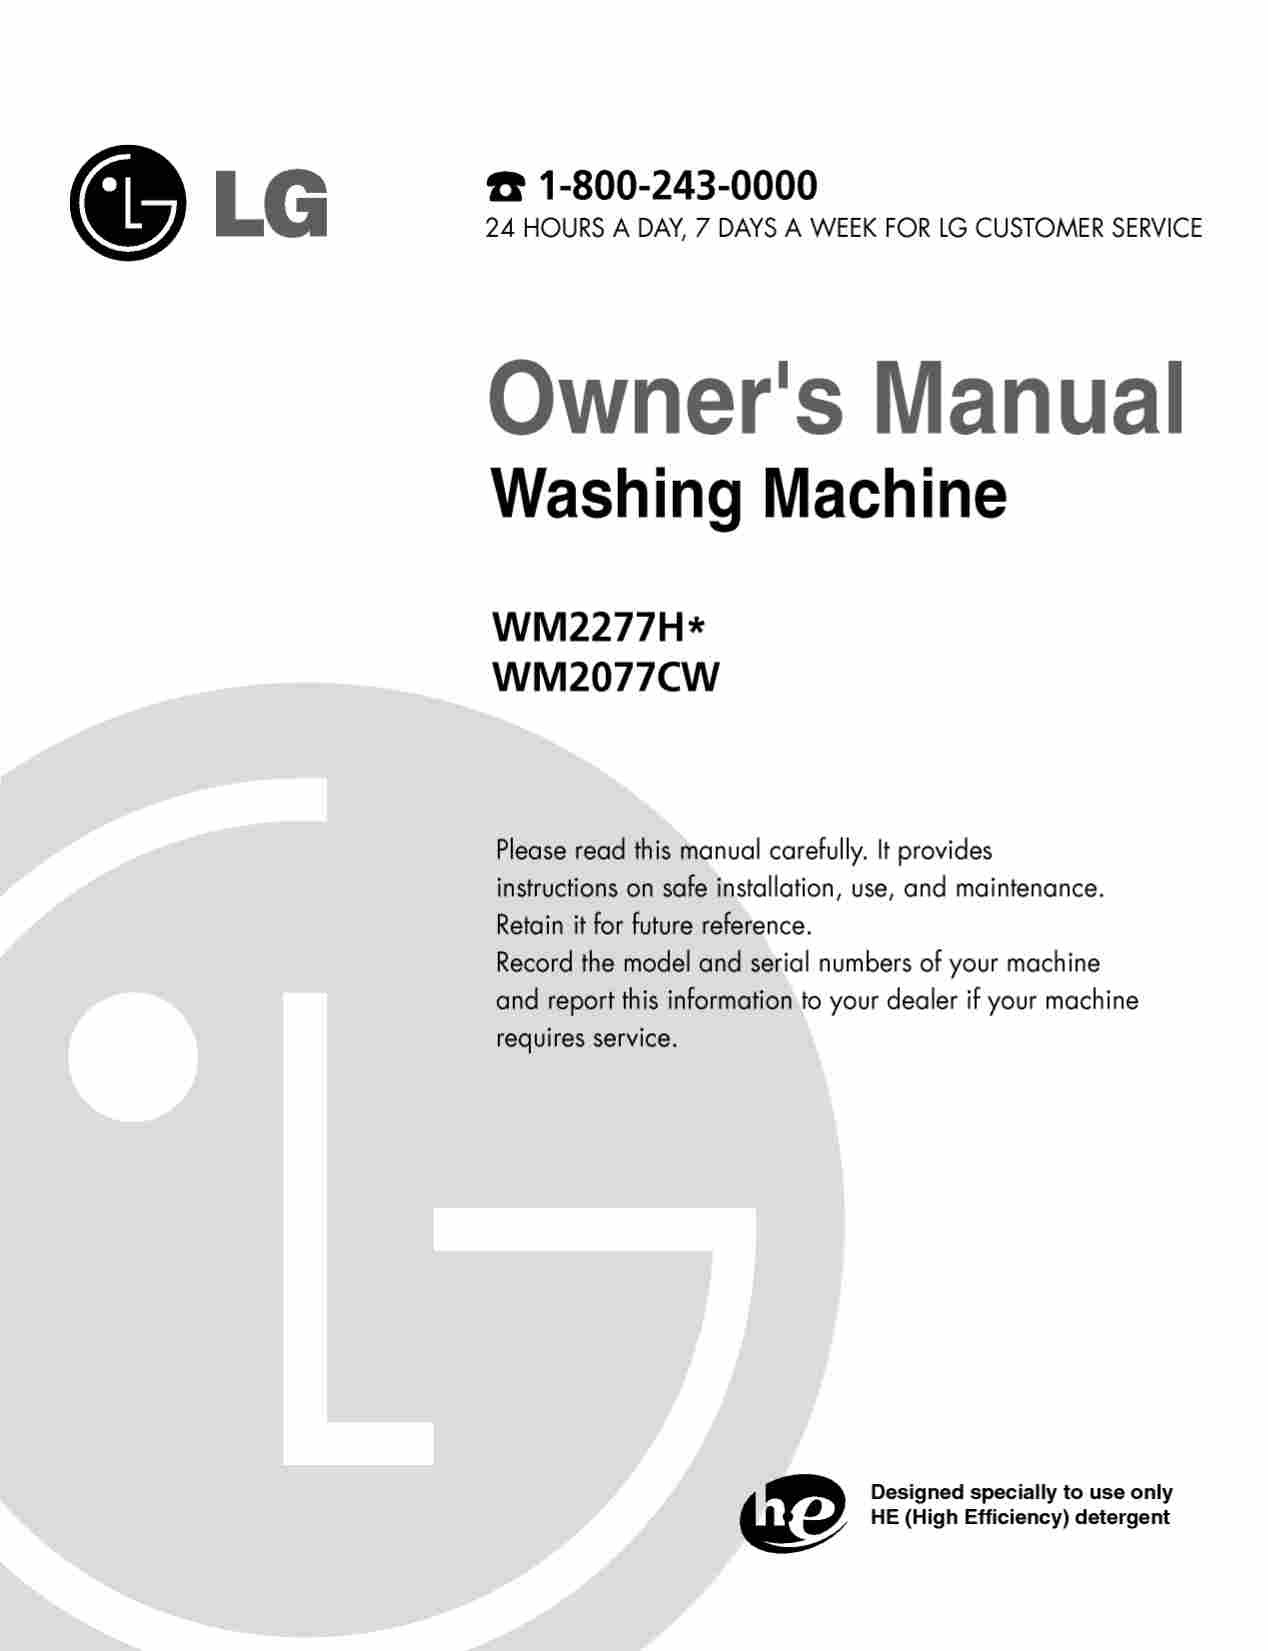 LG
1-800-243-0000
24 HOURS A DAY, 7 DAYS A WEEK FOR LG CUSTOMER SERVICE
Owner's Manual
Washing Machine
WM2277H*
WM2077CW
Please read this manual carefully. It provides
instructions on safe installation, use, and maintenance.
Retain it for future reference.
Record the model and serial numbers of your machine
and report this information to your dealer if your machine
requires service.
he
Designed specially to use only
HE (High Efficiency) detergent